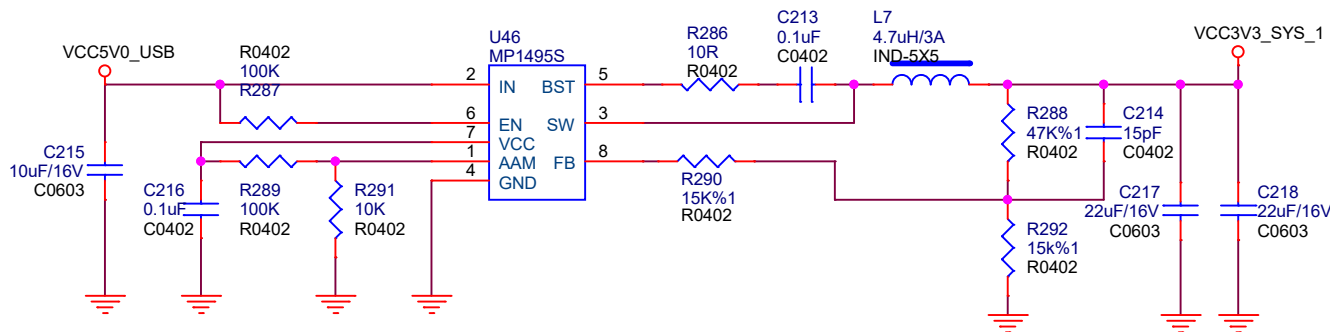 VCC5V0_USB
R0402
100K
R287
C215
10uF/16V
C0603
C216
0.1uF
C0402
R289
100K
R0402
R291
10K
R0402
U46
MP1495S
2
6
7
1
4
IN
EN
VCC
AAM
GND
BST
SW
FB
5
3
8
R286
10R
R0402
C213
0.1uF
C0402
L7
4.7uH/3A
IND-5X5
R290
15K%1
R0402
R288
47K%1
R0402
C214
15pF
C0402
R292
15k%1
R0402
C217
22uF/16V
C0603
VCC3V3_SYS_1
C218
22uF/16V
C0603